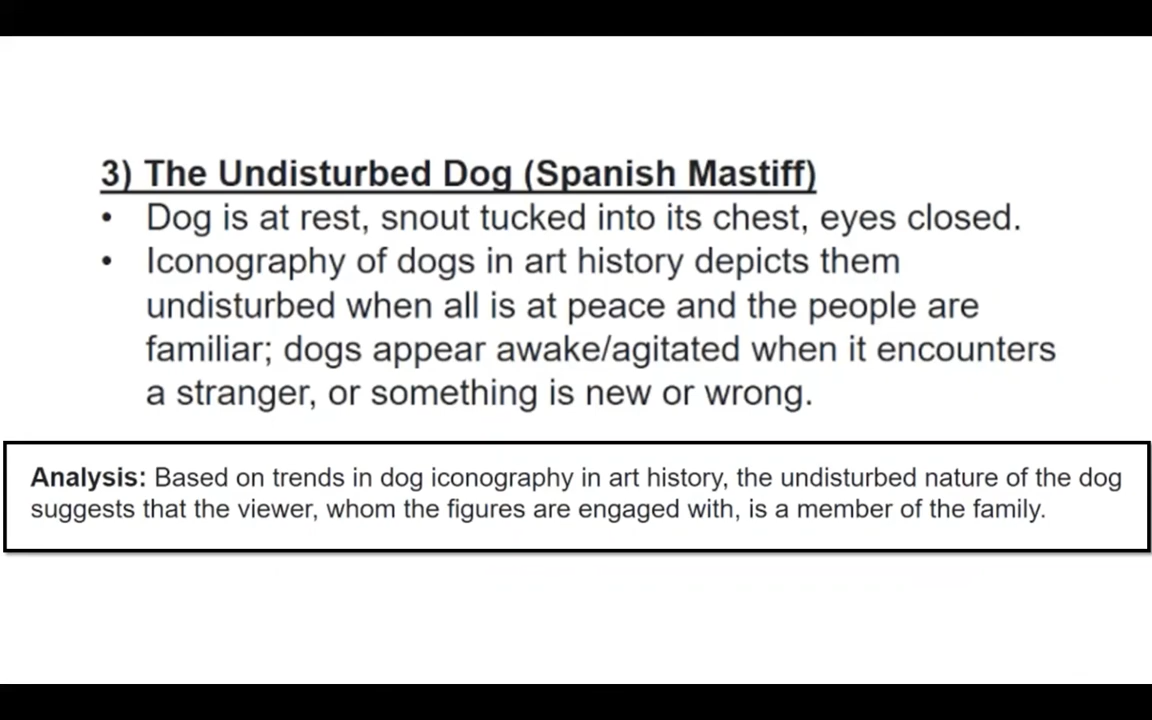 3) The Undisturbed Dog (Spanish Mastiff)
• Dog is at rest, snout tucked into its chest, eyes closed.
• Iconography of dogs in art history depicts them
undisturbed when all is at peace and the people are
familiar; dogs appear awake/agitated when it encounters
a stranger, or something is new or wrong.
Analysis: Based on trends in dog iconography in art history, the undisturbed nature of the dog
suggests that the viewer, whom the figures are engaged with, is a member of the family.